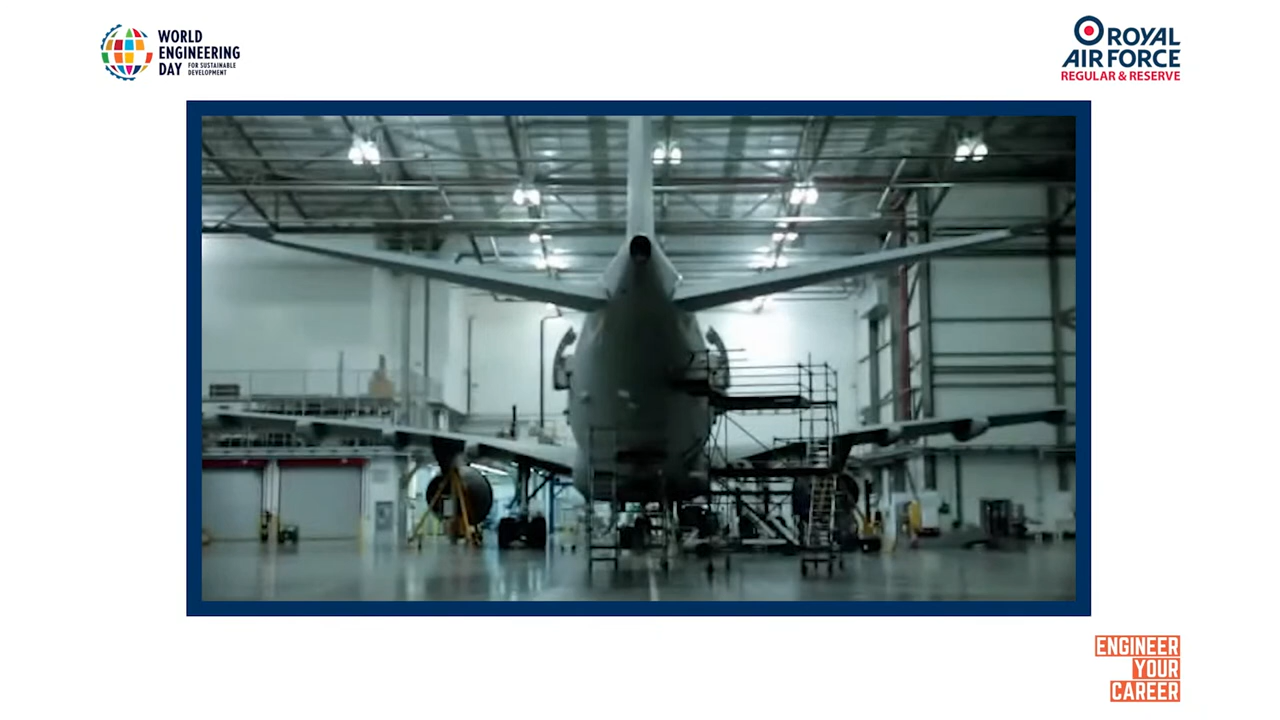 WORLD
ENGINEERING
DAY FOR SUSTAINABLE
DEVELOPMENT
ROYAL
AIR FORCE
REGULAR & RESERVE
ENGINEER
YOUR
CAREER